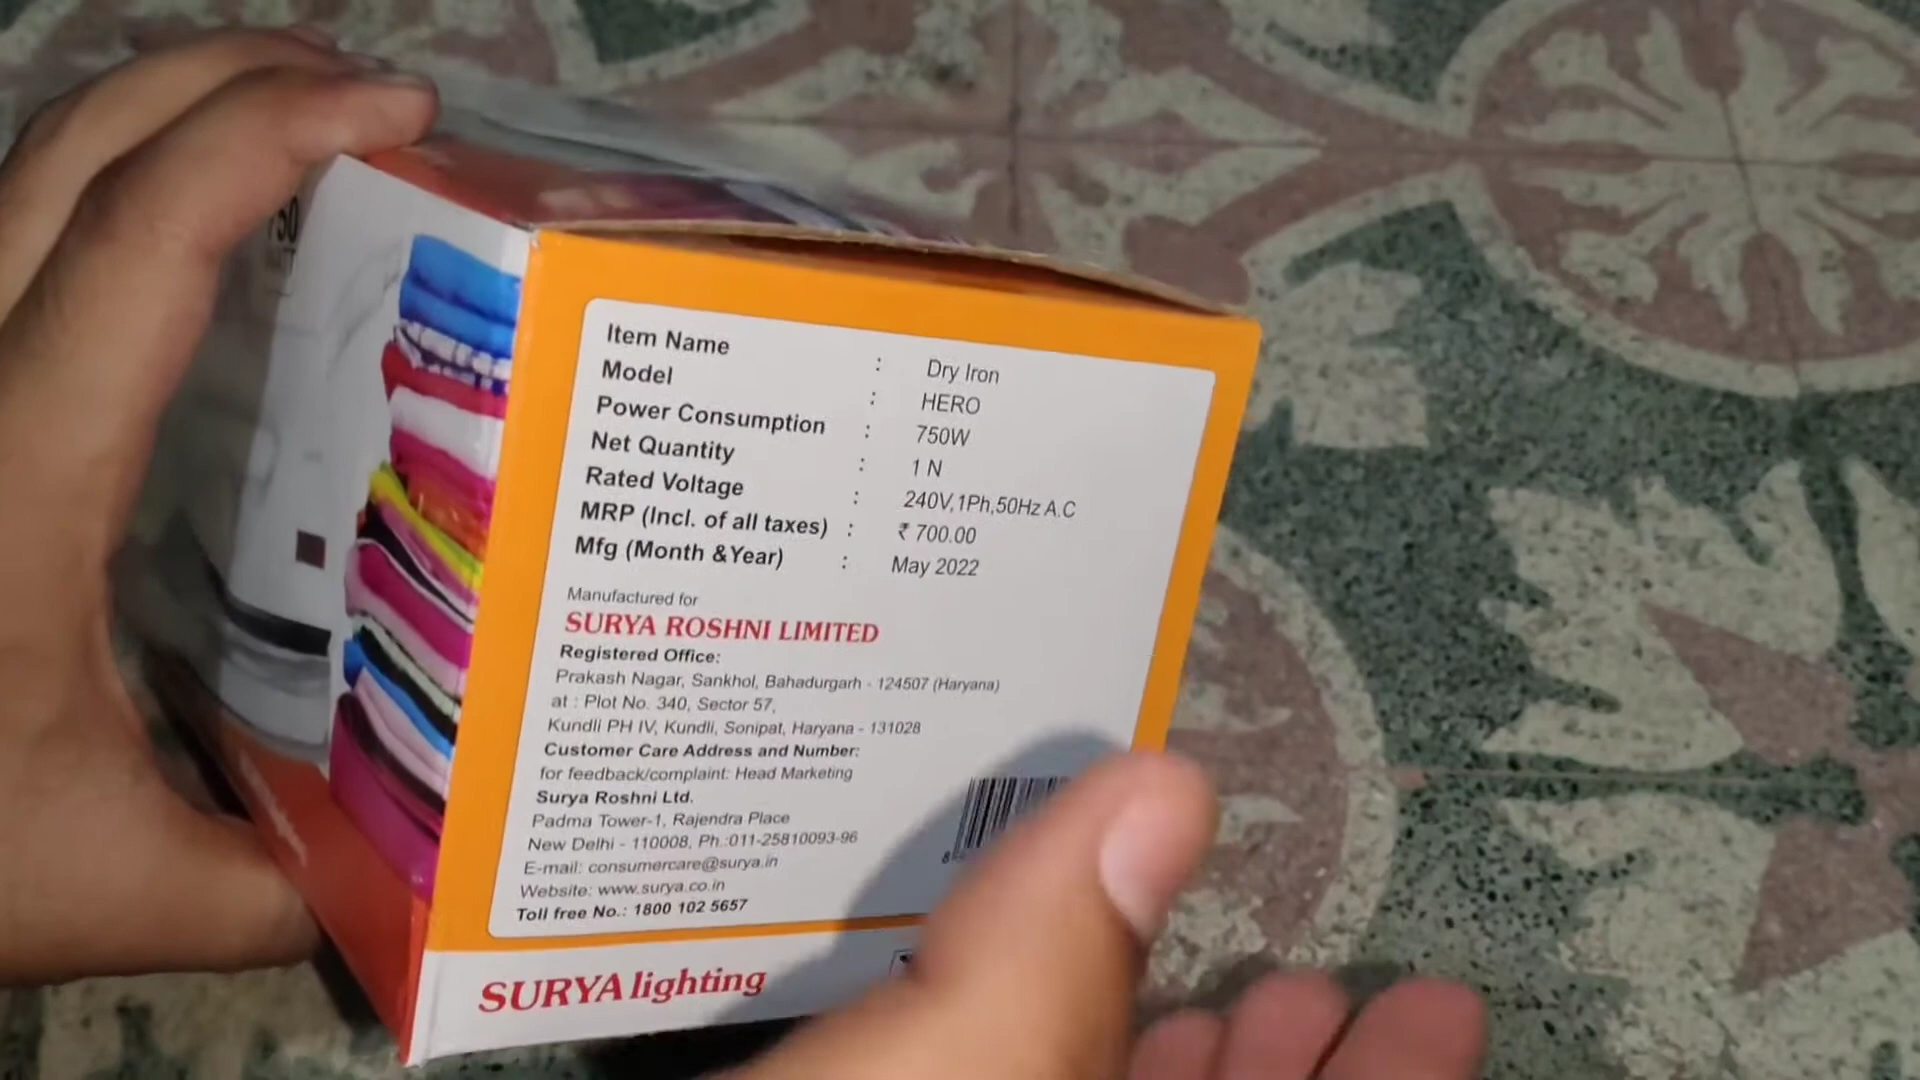 Item Name : Dry Iron
Model : HERO
Power Consumption : 750W
Net Quantity : 1 N
Rated Voltage : 240V,1Ph,50Hz A.C
MRP (Incl. of all taxes) : ₹ 700.00
Mfg (Month &Year) : May 2022
Manufactured for
SURYA ROSHNI LIMITED
Registered Office:
Prakash Nagar, Sankhol, Bahadurgarh - 124507 (Haryana)
at : Plot No. 340, Sector 57,
Kundli PH IV, Kundli, Sonipat, Haryana - 131028
Customer Care Address and Number:
for feedback/complaint: Head Marketing
Surya Roshni Ltd.
Padma Tower-1, Rajendra Place
New Delhi - 110008, Ph.:011-25810093-96
E-mail: consumercare@surya.in
Website: www.surya.co.in
Toll free No.: 1800 102 5657
SURYA lighting